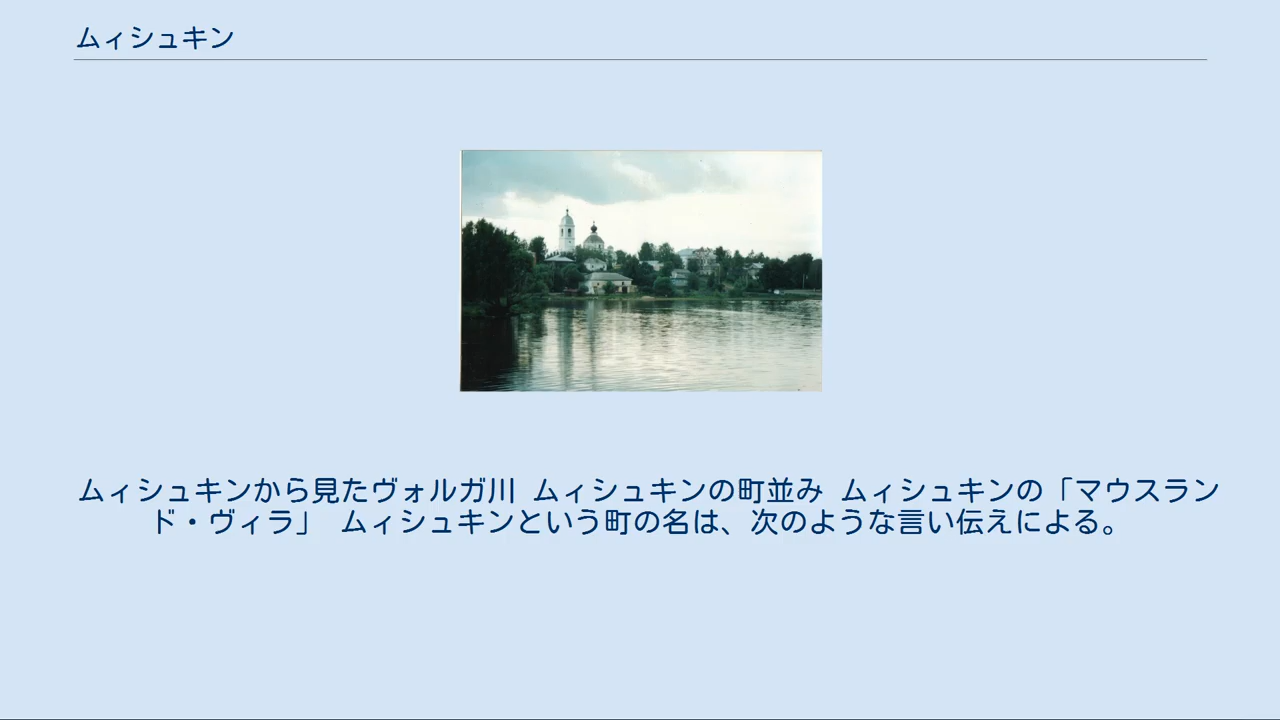 ムィシュキン
ムィシュキンから見たヴォルガ川 ムィシュキンの町並み ムィシュキンの「マウスラン
ド・ヴィラ」 ムィシュキンという町の名は、次のような言い伝えによる。